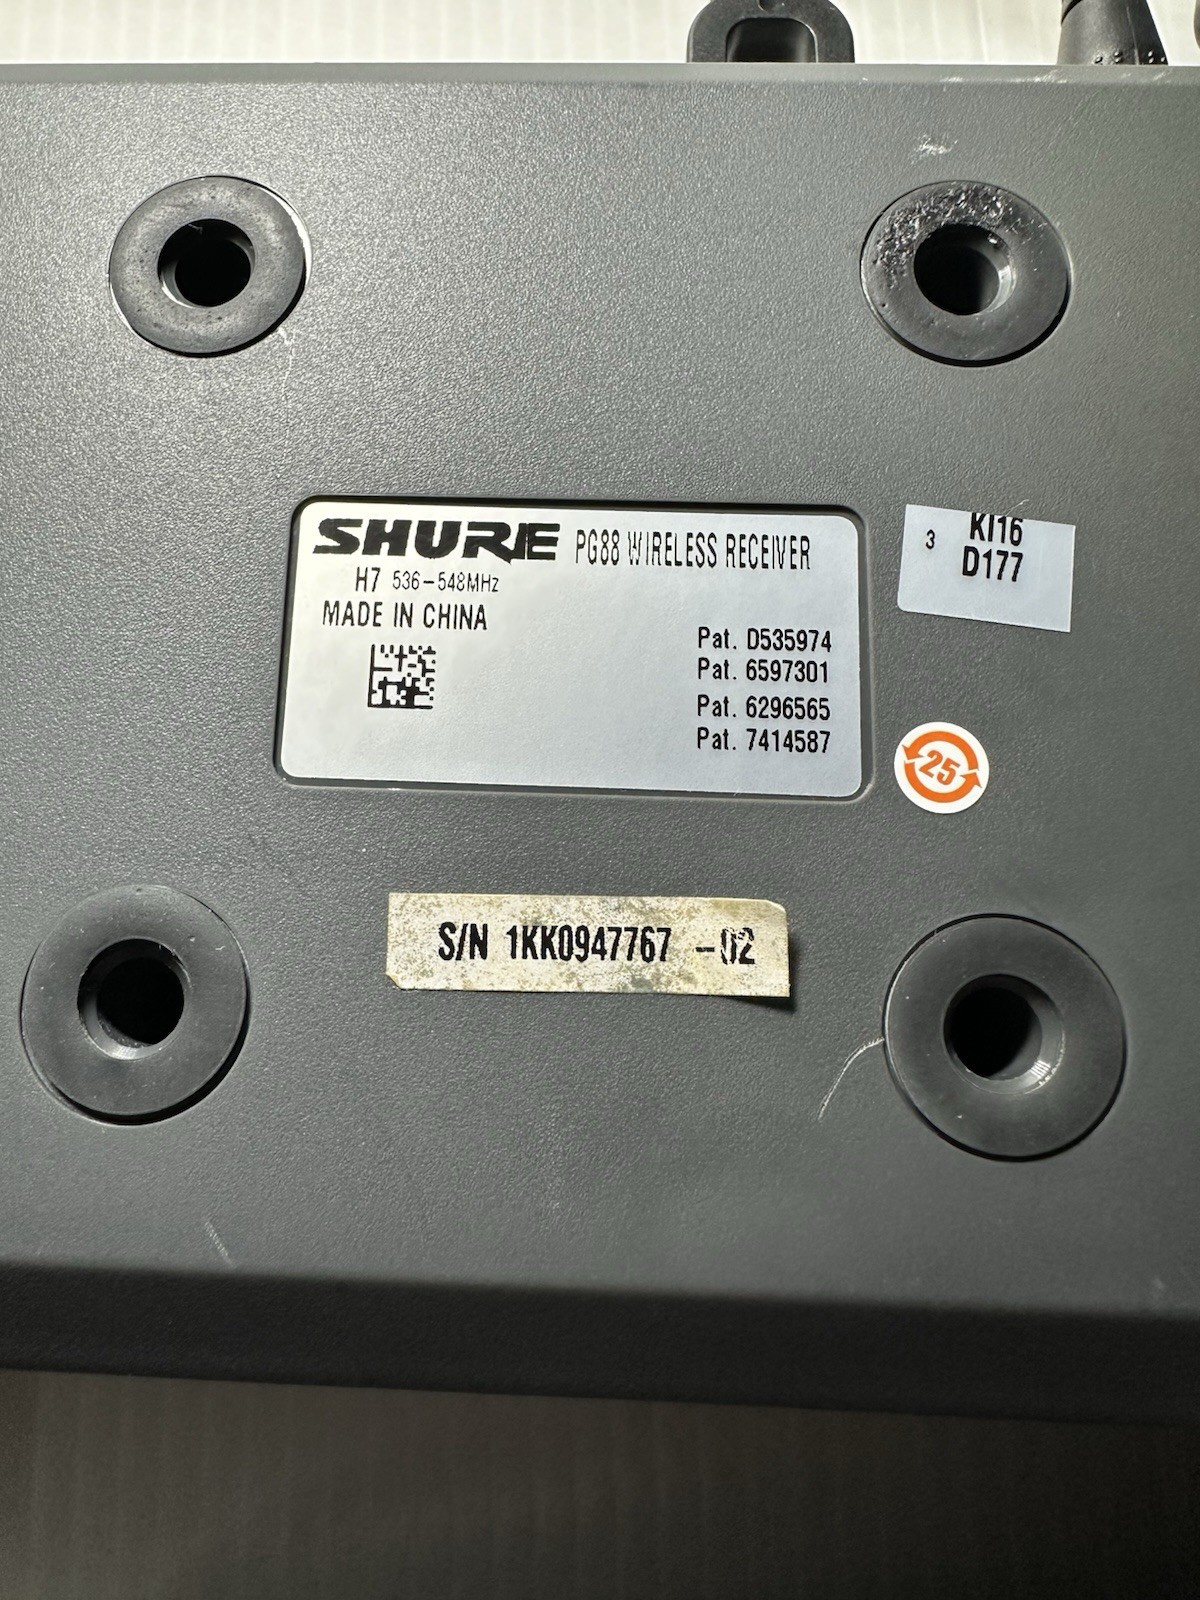 SHURE PG88 WIRELESS RECEIVER
H7 536-548MHz
MADE IN CHINA
Pat. D535974
Pat. 6597301
Pat. 6296565
Pat. 7414587
3 KI16
D177
25
S/N 1KK0947767 -02